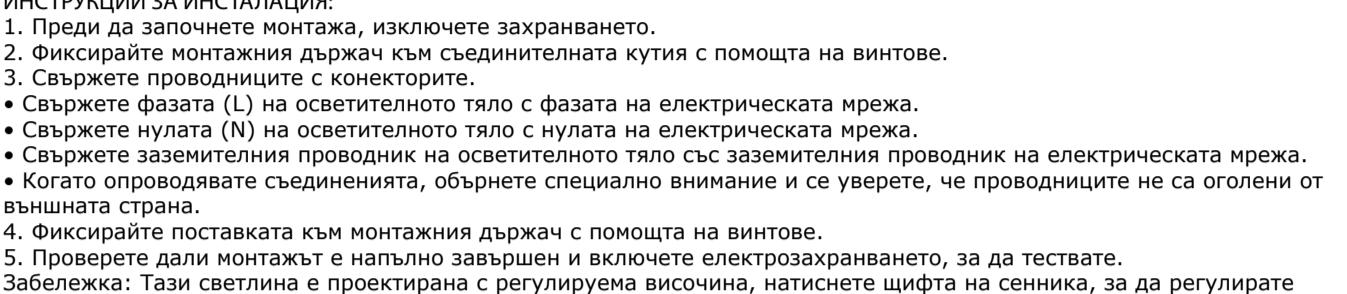 ИНСТРУКЦИИ ЗА ИНСТАЛАЦИЯ:
1. Преди да започнете монтажа, изключете захранването.
2. Фиксирайте монтажния държач към съединителната кутия с помощта на винтове.
3. Свържете проводниците с конекторите.
• Свържете фазата (L) на осветителното тяло с фазата на електрическата мрежа.
• Свържете нулата (N) на осветителното тяло с нулата на електрическата мрежа.
• Свържете заземителния проводник на осветителното тяло със заземителния проводник на електрическата мрежа.
• Когато опроводявате съединенията, обърнете специално внимание и се уверете, че проводниците не са оголени от
външната страна.
4. Фиксирайте поставката към монтажния държач с помощта на винтове.
5. Проверете дали монтажът е напълно завършен и включете електрозахранването, за да тествате.
Забележка: Тази светлина е проектирана с регулируема височина, натиснете щифта на сенника, за да регулирате